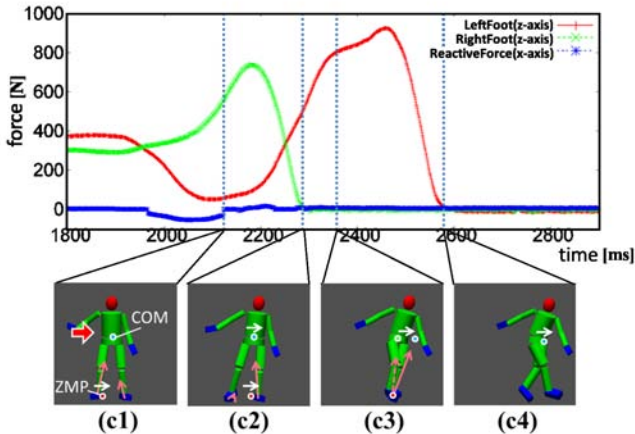 1000
800
600
400
200
0
force [N]
LeftFoot(z-axis)
RightFoot(z-axis)
ReactiveForce(x-axis)
1800 2000 2200 2400 2600 2800
time [ms]
COM
ZMP
(c1) (c2) (c3) (c4)